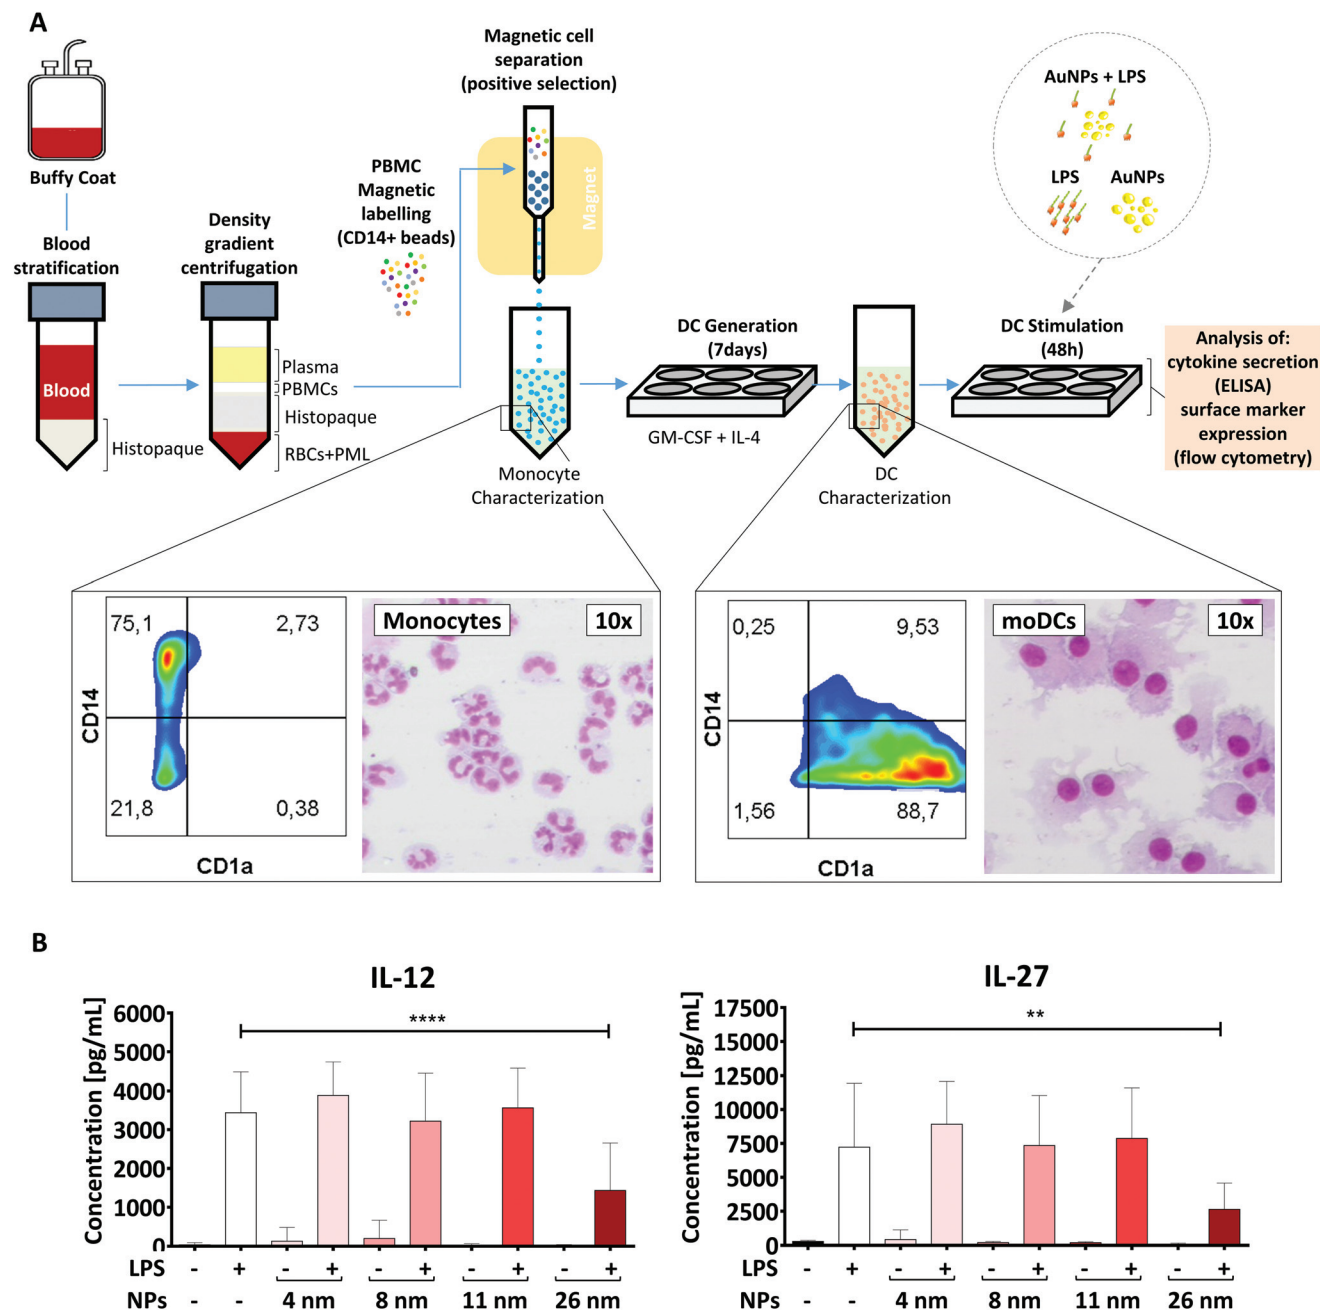 A
Buffy Coat
Blood
stratification
Blood
Histopaque
Density
gradient
centrifugation
Plasma
PBMCs
Histopaque
RBCs+PML
PBMC
Magnetic
labelling
(CD14+ beads)
Magnetic cell
separation
(positive selection)
Magnet
Monocyte
Characterization
DC Generation
(7days)
GM-CSF + IL-4
DC
Characterization
AuNPs + LPS
LPS
AuNPs
DC Stimulation
(48h)
Analysis of:
cytokine secretion
(ELISA)
surface marker
expression
(flow cytometry)
75,1
2,73
CD14
21,8
0,38
CD1a
Monocytes
10x
0,25
9,53
CD14
1,56
88,7
CD1a
moDCs
10x
B
IL-12
Concentration [pg/mL]
6000
5000
4000
3000
2000
1000
0
****
LPS - + - + - + - + - +
NPs - - 4 nm 8 nm 11 nm 26 nm
IL-27
Concentration [pg/mL]
17500
15000
12500
10000
7500
5000
2500
0
**
LPS - + - + - + - + - +
NPs - - 4 nm 8 nm 11 nm 26 nm